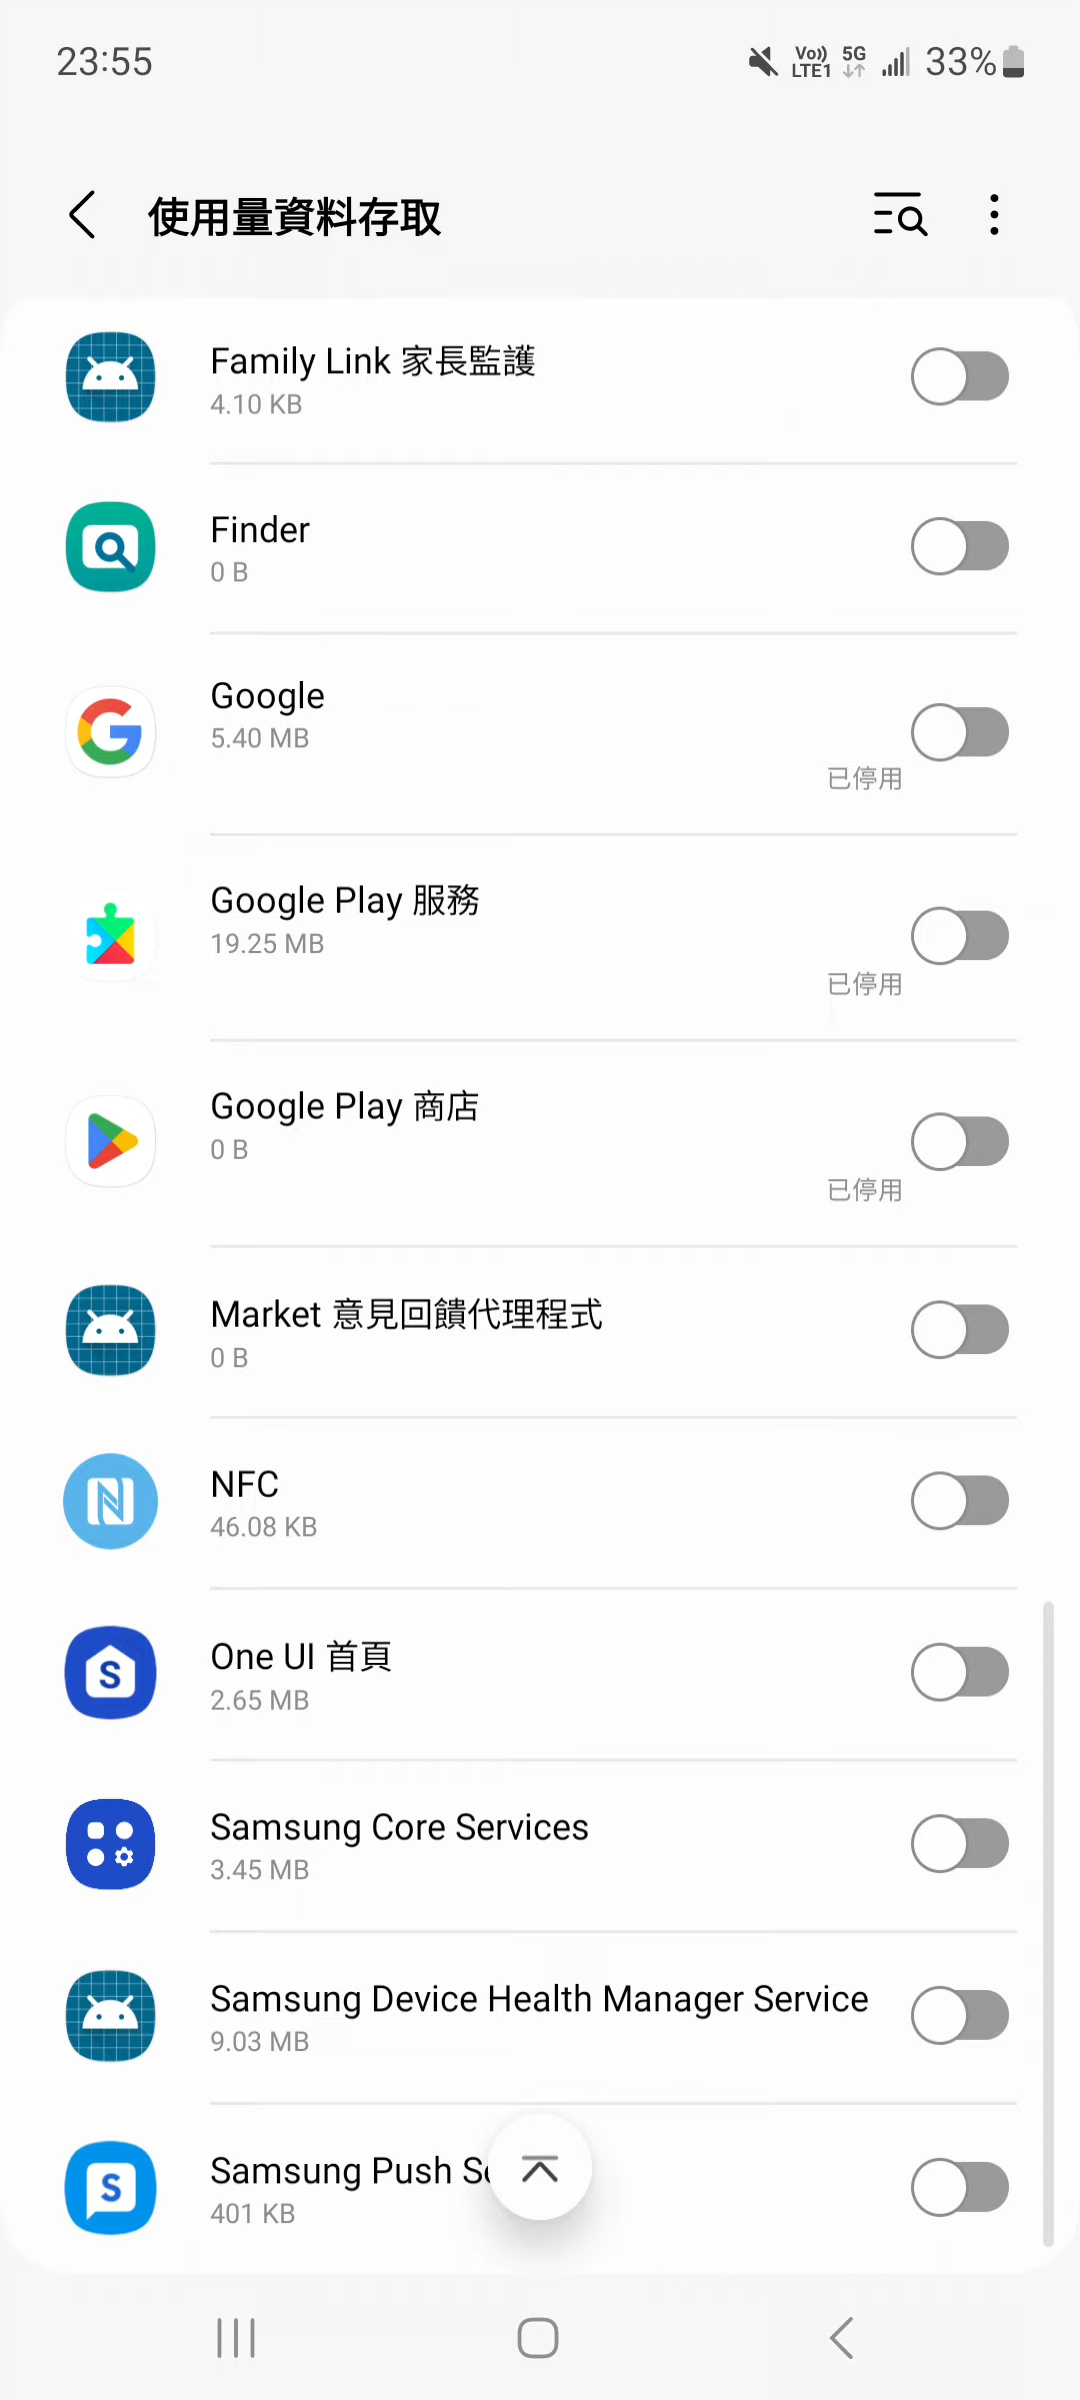 23:55
Vo)) LTE1 5G 33%
使用量資料存取
Family Link 家長監護
4.10 KB
Finder
0 B
Google
5.40 MB
已停用
Google Play 服務
19.25 MB
已停用
Google Play 商店
0 B
已停用
Market 意見回饋代理程式
0 B
NFC
46.08 KB
One UI 首頁
2.65 MB
Samsung Core Services
3.45 MB
Samsung Device Health Manager Service
9.03 MB
Samsung Push
401 KB